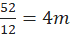 52/12 = 4m